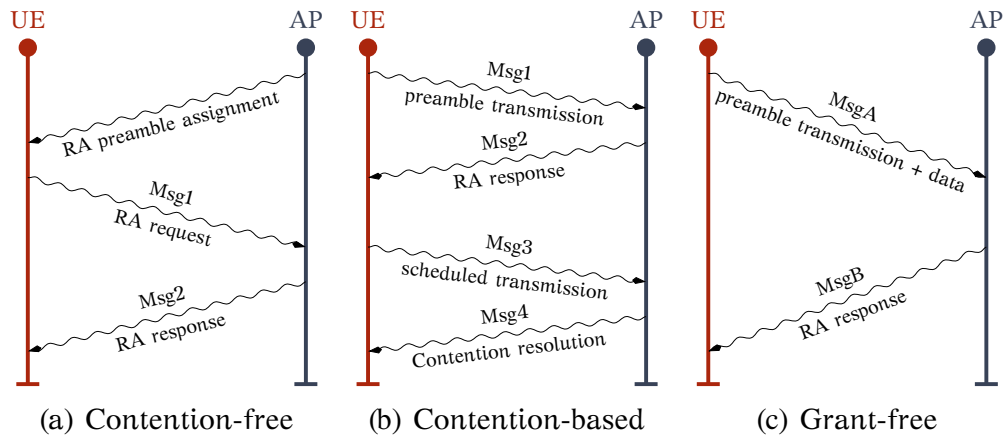 UE AP
RA preamble assignment
Msg1
RA request
Msg2
RA response
(a) Contention-free
UE AP
Msg1
preamble transmission
Msg2
RA response
Msg3
scheduled transmission
Msg4
Contention resolution
(b) Contention-based
UE AP
MsgA
preamble transmission + data
MsgB
RA response
(c) Grant-free